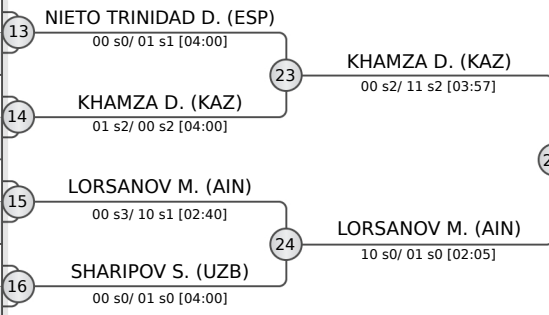 NIETO TRINIDAD D. (ESP)
13
00 s0/ 01 s1 [04:00]
23
KHAMZA D. (KAZ)
00 s2/ 11 s2 [03:57]
KHAMZA D. (KAZ)
14
01 s2/ 00 s2 [04:00]
LORSANOV M. (AIN)
15
00 s3/ 10 s1 [02:40]
24
LORSANOV M. (AIN)
10 s0/ 01 s0 [02:05]
SHARIPOV S. (UZB)
16
00 s0/ 01 s0 [04:00]